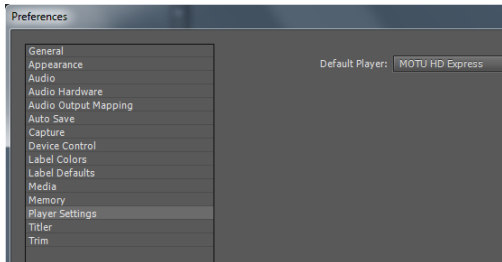 Preferences
General
Appearance
Audio
Audio Hardware
Audio Output Mapping
Auto Save
Capture
Device Control
Label Colors
Label Defaults
Media
Memory
Player Settings
Titler
Trim
Default Player: MOTU HD Express